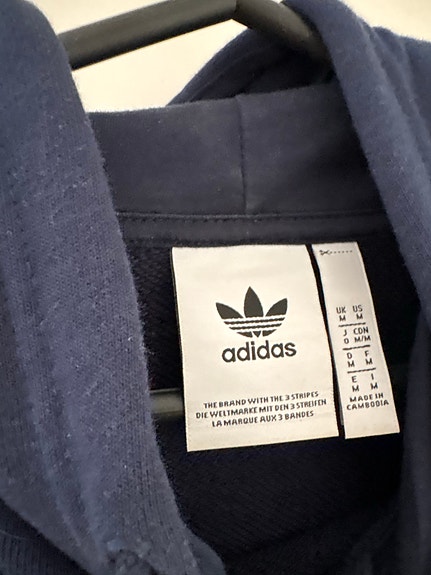 adidas
THE BRAND WITH THE 3 STRIPES
DIE WELTMARKE MIT DEN 3 STREIFEN
LA MARQUE AUX 3 BANDES
UK US
M M
J CDN
O M/M
D F
M M
E I
M M
MADE IN
CAMBODIA